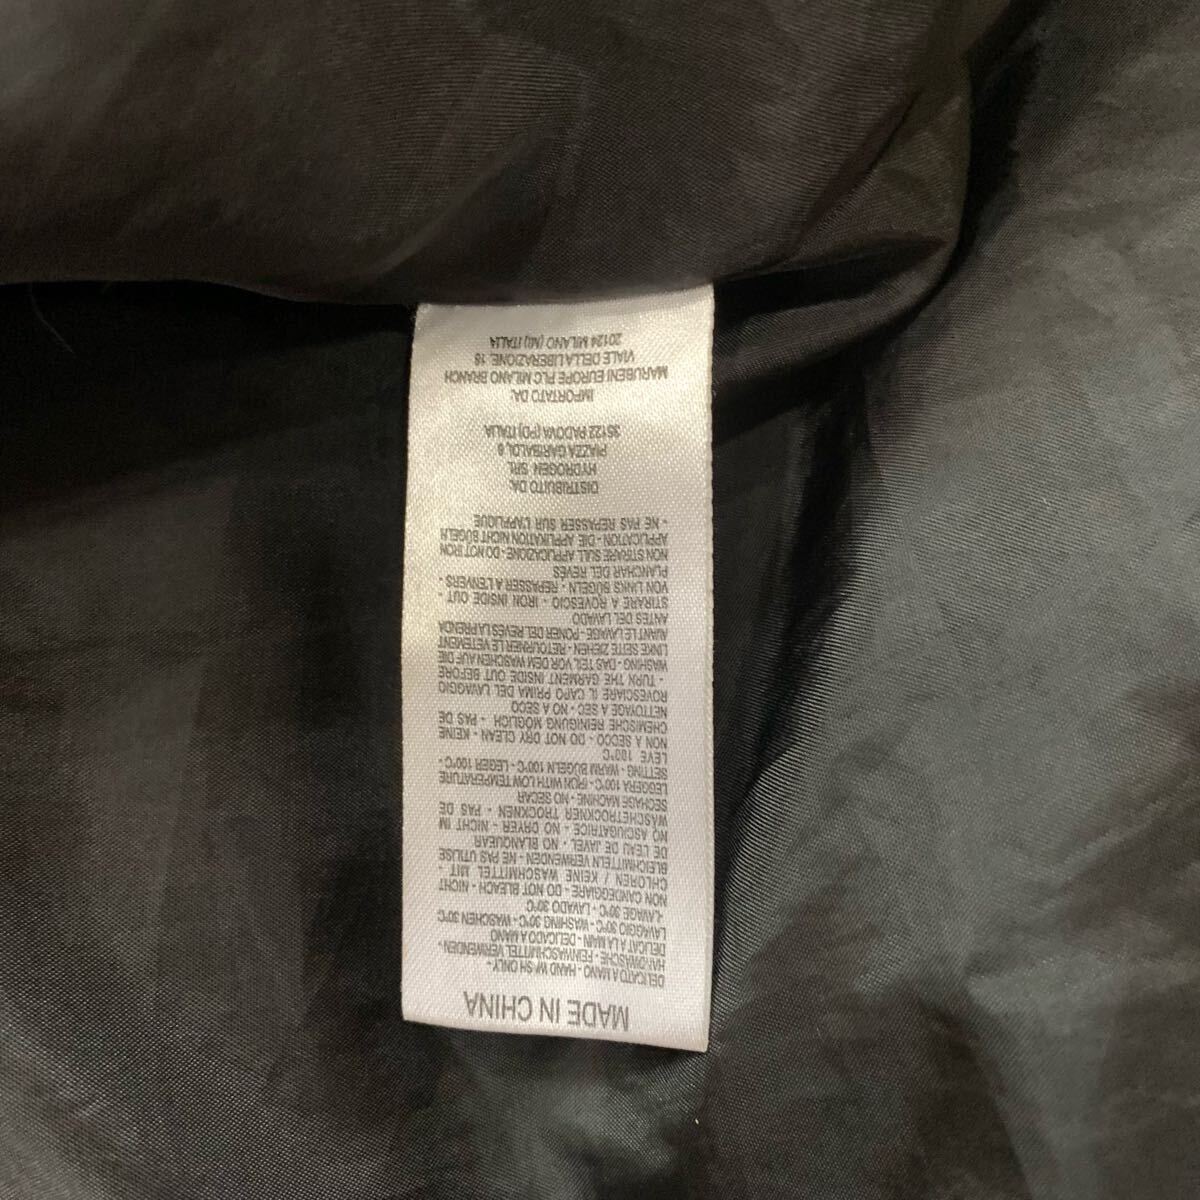 MADE IN CHINA
DELICATO A MANO - HAND W/SH ONLY -
HANDWASCHE - FEINWASCHMITTEL VERWENDEN -
DELICAT A LA MAIN - DELICADO A MANO
LAVAGGIO 30°C - WASHING 30°C - WASCHEN 30°C
-LAVAGE 30°C - LAVADO 30°C
NON CANDEGGIARE - DO NOT BLEACH - NICHT
CHLOREN / KEINE WASCHMITTEL MIT -
BLEICHMITTELN VERWENDEN - NE PAS UTILISE
DE L'EAU DE JAVEL - NO BLANQUEAR
NO ASCIUGATRICE - NO DRYER - NICHT IM
WASCHETROCKNER TROCKNEN - PAS DE
SECHAGE MACHINE - NO SECAR
LEGGERA 100°C - IRON WITH LOW TEMPERATURE
SETTING - WARM BÜGELN 100°C - LEGER 100°C -
LEVE 100°C
NON A SECCO - DO NOT DRY CLEAN - KEINE
CHEMISCHE REINIGUNG MOGLICH - PAS DE
NETTOYAGE A SEC - NO A SECO
ROVESCIARE IL CAPO PRIMA DEL LAVAGGIO
- TURN THE GARMENT INSIDE OUT BEFORE
WASHING - DAS TEIL VOR DEM WASCHEN AUF DIE
LINKE SEITE ZIEHEN - RETOURNER LE VETEMENT
AVANT LE LAVAGE - PONER DEL REVÉS LA PRENDA
ANTES DEL LAVADO
STIRARE A ROVESCIO - IRON INSIDE OUT -
VON LINKS BÜGELN - REPASSER A L'ENVERS -
PLANCHAR DEL REVÉS
NON STIRARE SULL APPLICAZIONE - DO NOT IRON
APPLICATION - DIE APPLIKATION NICHT BÜGELN
- NE PAS REPASSER SUR L'APPLIQUE
DISTRIBUITO DA:
HYDROGEN SRL
PIAZZA GARIBALDI, 8
35122 PADOVA (PD) ITALIA
IMPORTATO DA:
MARUBENI EUROPE PLC MILANO BRANCH
VIALE DELLA LIBERAZIONE, 18
20124 MILANO (MI) ITALIA